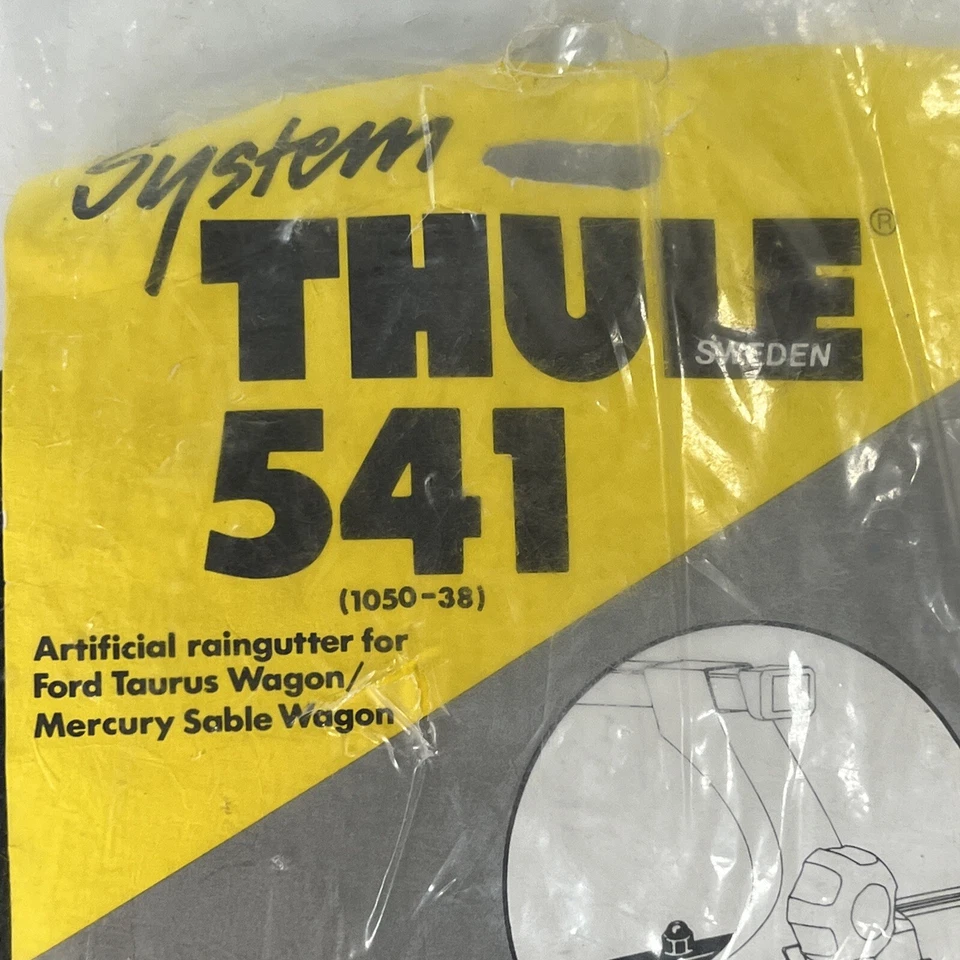 System
THULE®
SWEDEN
541
(1050-38)
Artificial raingutter for
Ford Taurus Wagon/
Mercury Sable Wagon